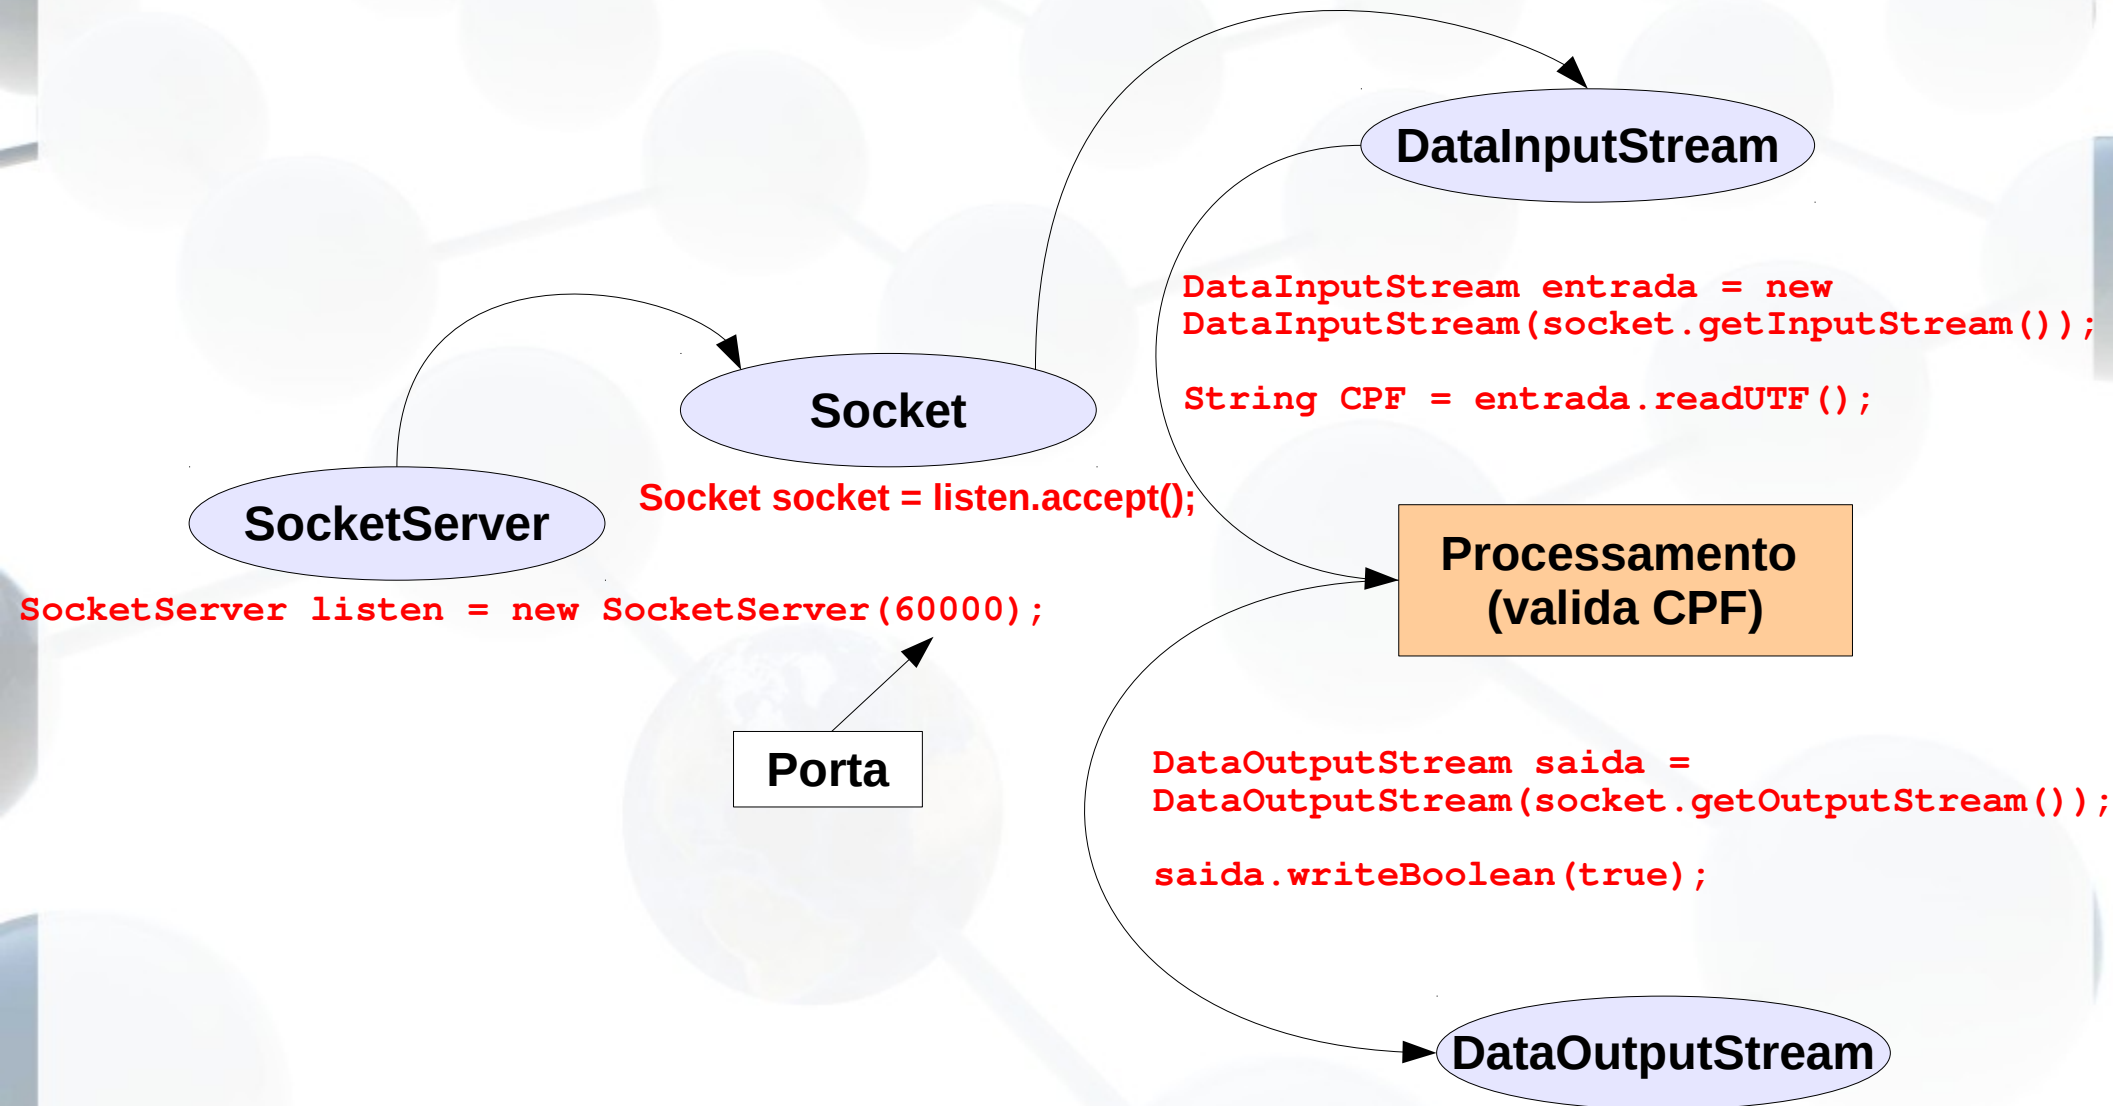 DataInputStream
DataInputStream entrada = new
DataInputStream(socket.getInputStream());
String CPF = entrada.readUTF();
Socket
Socket socket = listen.accept();
SocketServer
SocketServer listen = new SocketServer(60000);
Porta
Processamento
(valida CPF)
DataOutputStream saida =
DataOutputStream(socket.getOutputStream());
saida.writeBoolean(true);
DataOutputStream